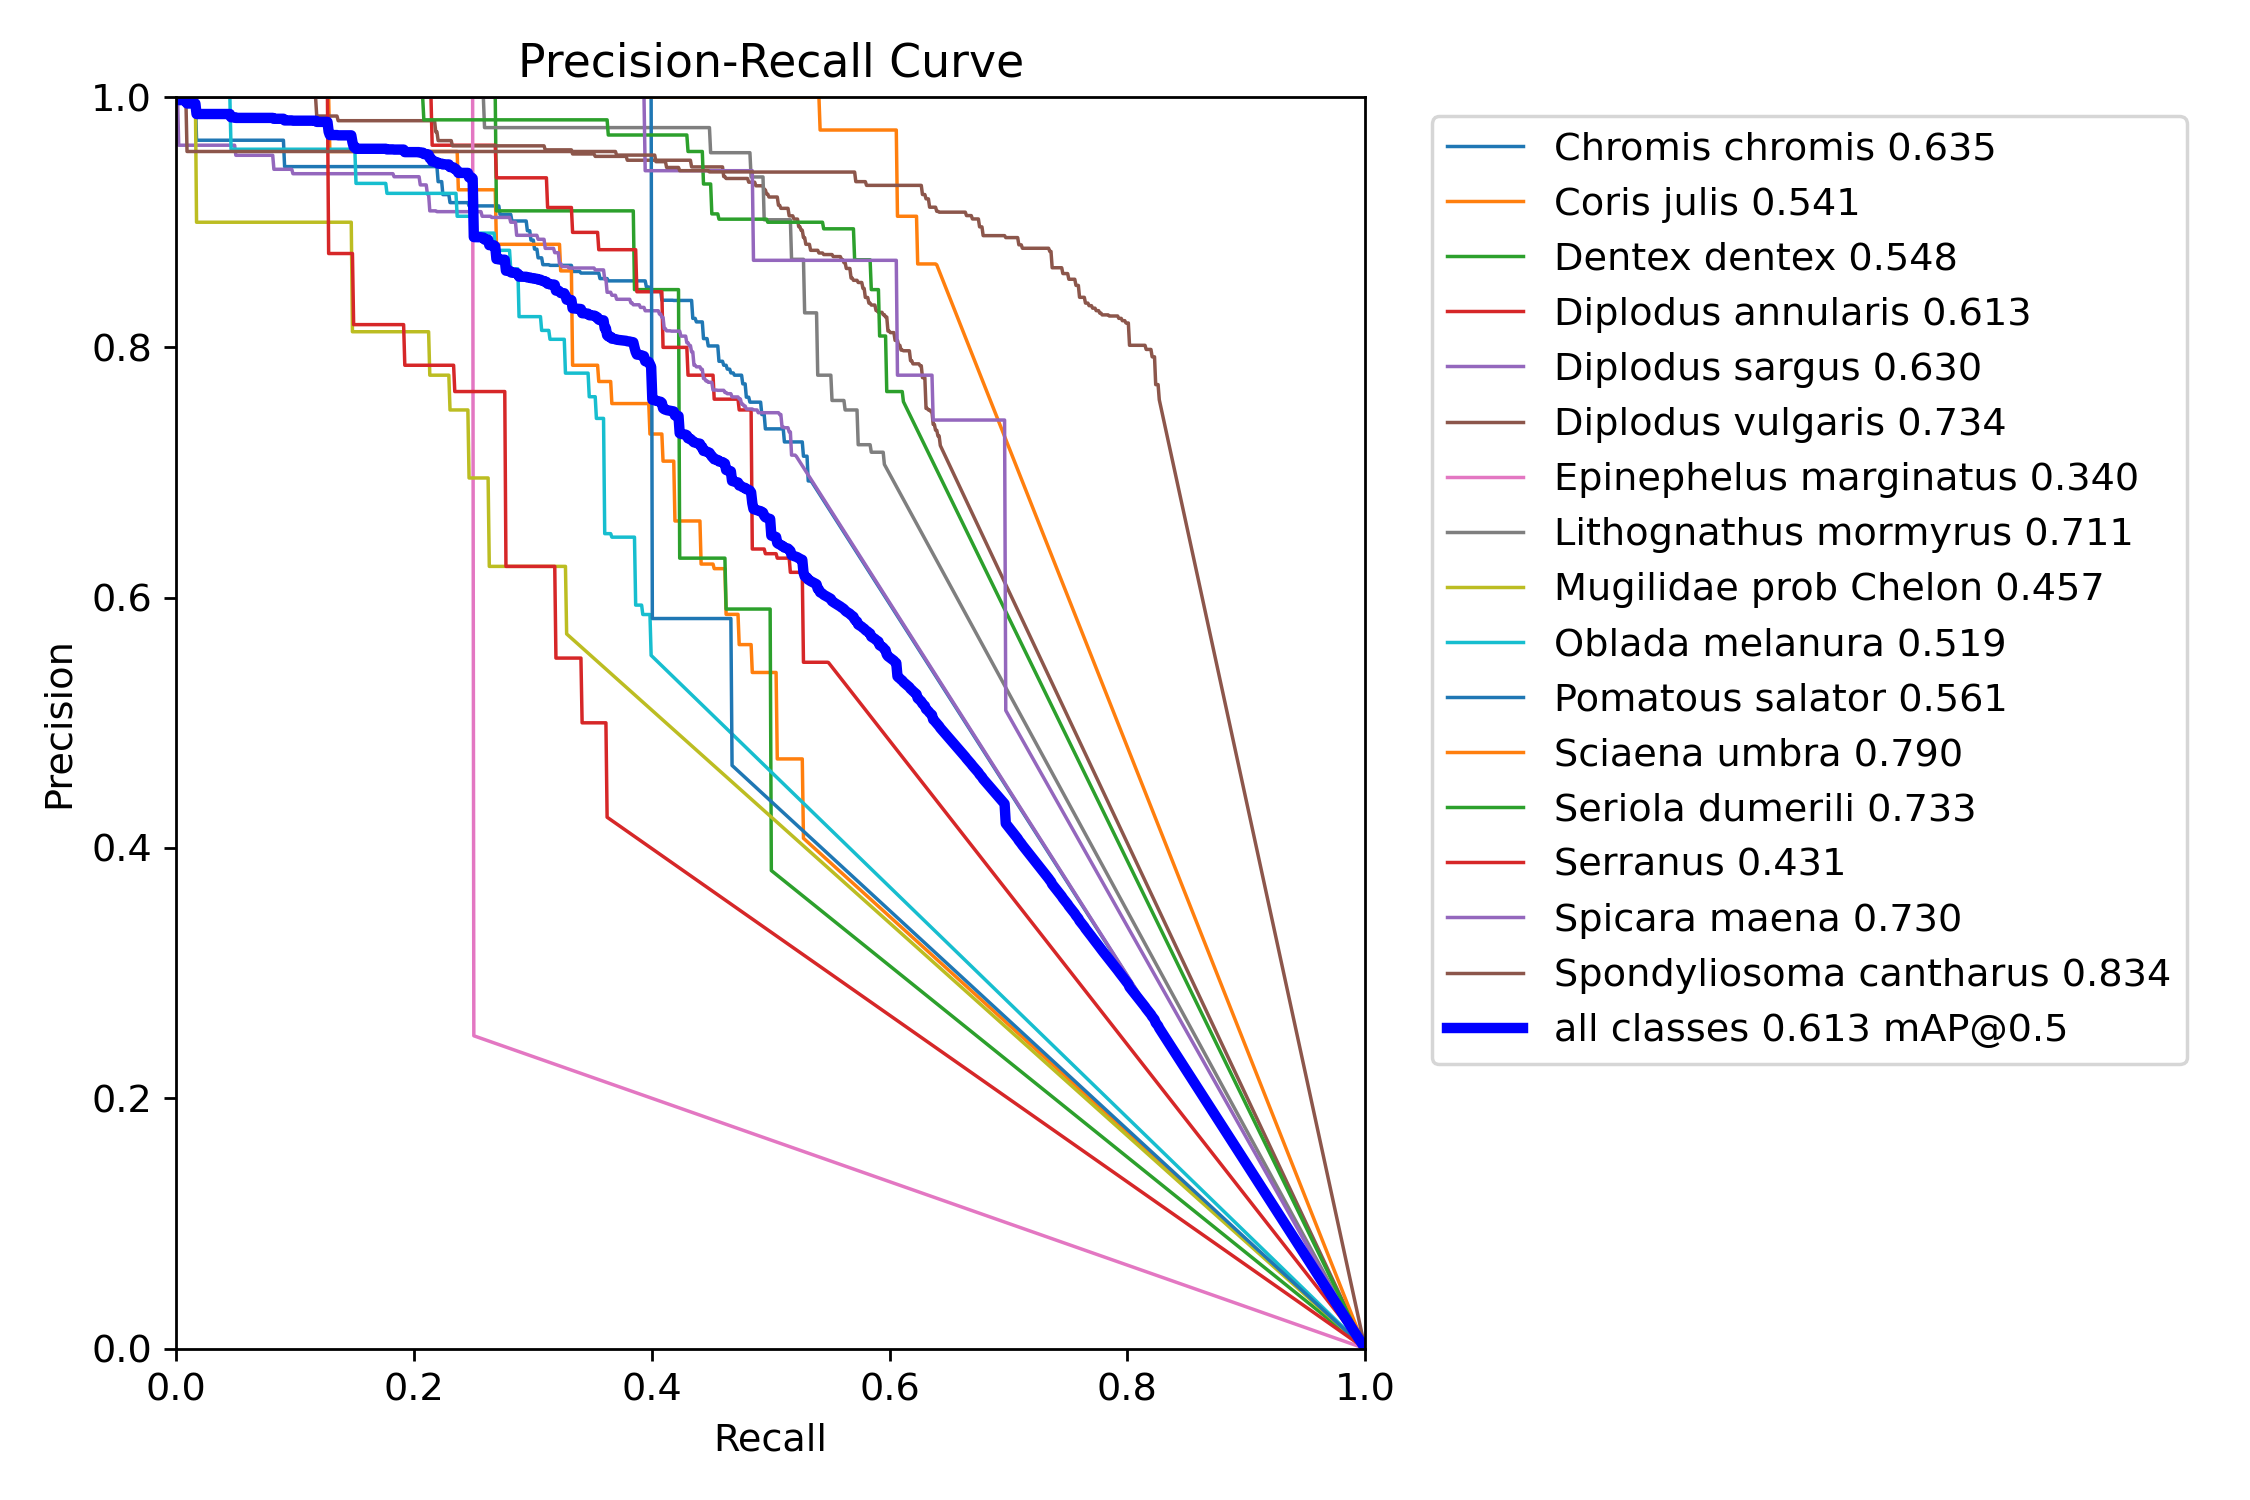 Precision-Recall Curve
1.0
0.8
0.6
0.4
0.2
0.0
Precision
0.0 0.2 0.4 0.6 0.8 1.0
Recall
Chromis chromis 0.635
Coris julis 0.541
Dentex dentex 0.548
Diplodus annularis 0.613
Diplodus sargus 0.630
Diplodus vulgaris 0.734
Epinephelus marginatus 0.340
Lithognathus mormyrus 0.711
Mugilidae prob Chelon 0.457
Oblada melanura 0.519
Pomatous salator 0.561
Sciaena umbra 0.790
Seriola dumerili 0.733
Serranus 0.431
Spicara maena 0.730
Spondyliosoma cantharus 0.834
all classes 0.613 mAP@0.5